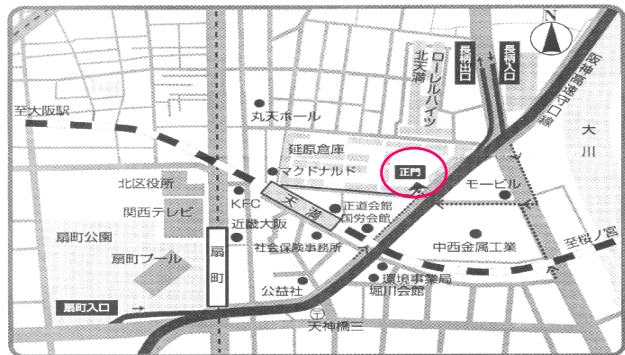 N
長柄出口
長柄入口
ローレルハイツ
北天満
阪神高速守口線
大川
至大阪駅
丸天ホール
延原倉庫
正門
マクドナルド
モービル
北区役所
KFC
天満
正道会館
国労会館
関西テレビ
近畿大阪
扇町公園
扇町
社会保険事務所
中西金属工業
至桜ノ宮
扇町プール
環境事業局
堀川会館
公益社
扇町入口
→
天神橋三